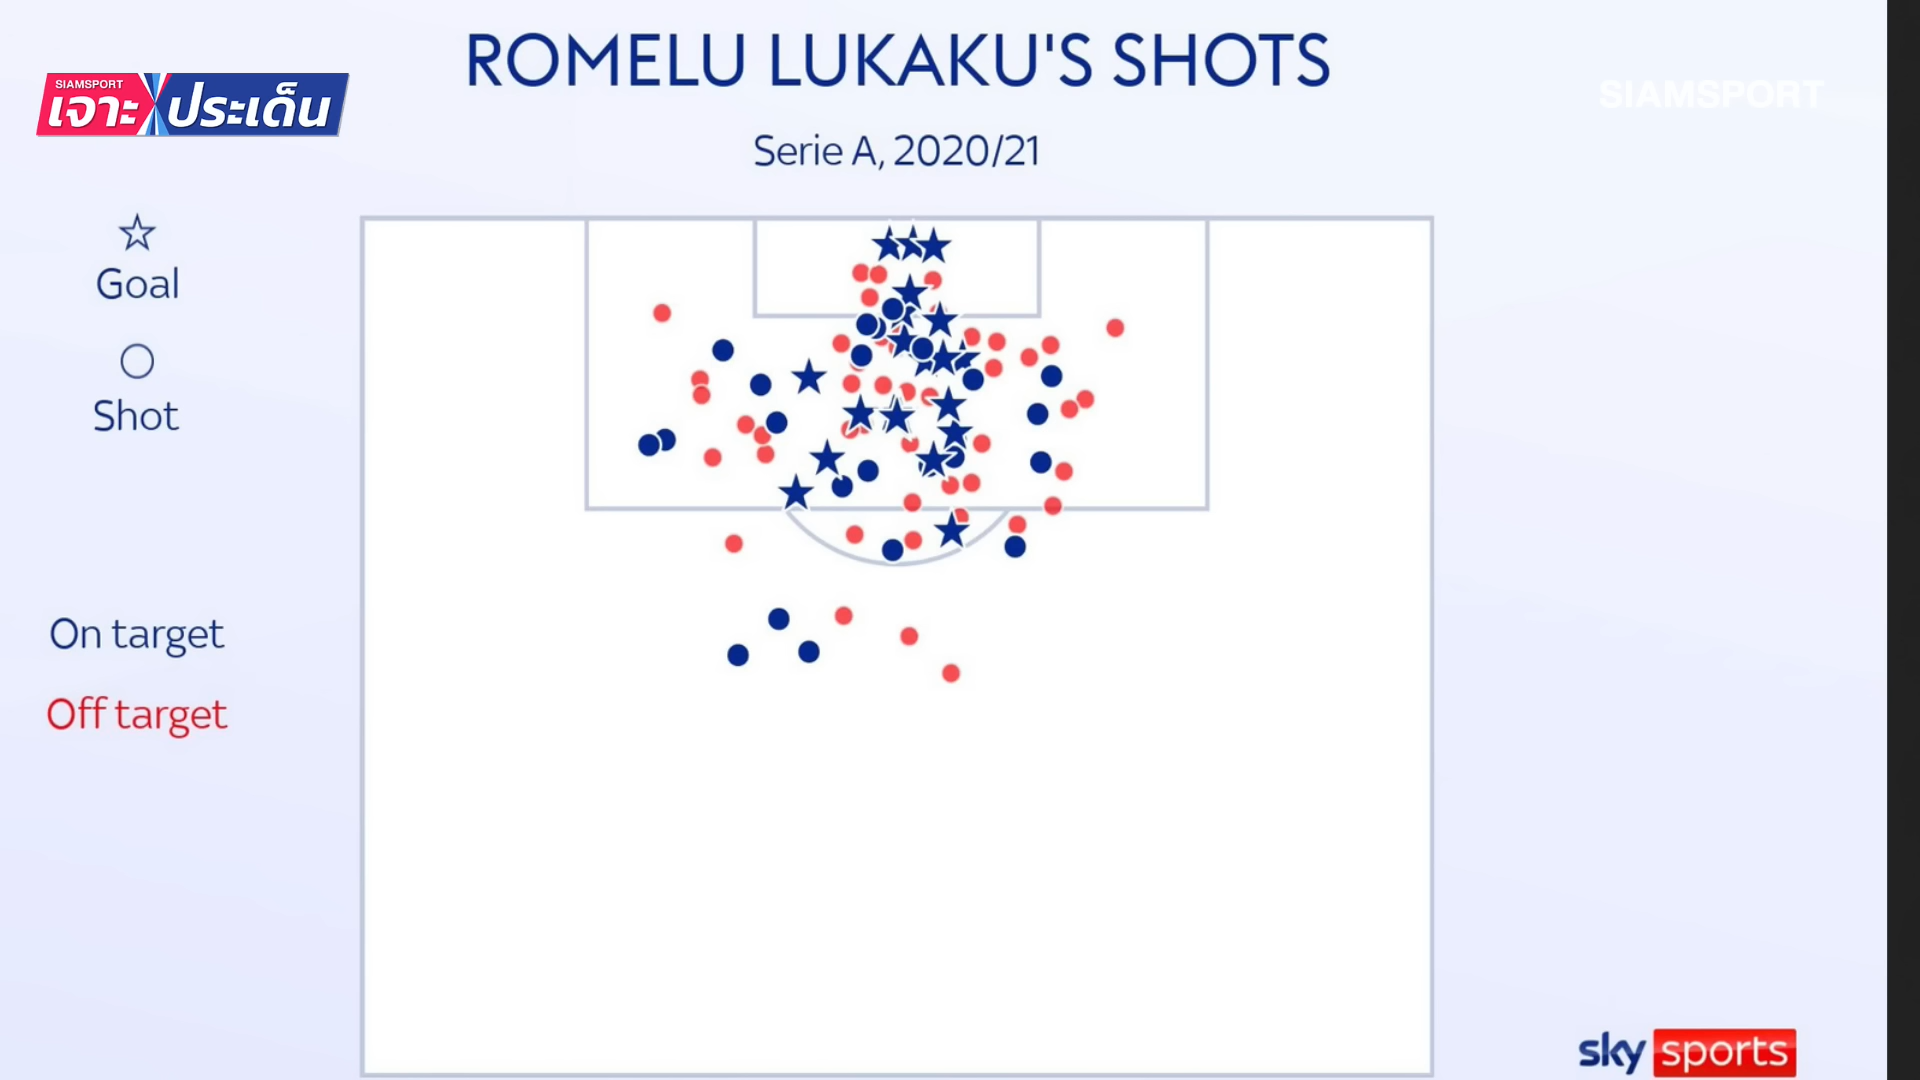 ROMELU LUKAKU'S SHOTS
Serie A, 2020/21
SIAMSPORT
เจาะประเด็น
SIAMSPORT
Goal
Shot
On target
Off target
sky sports